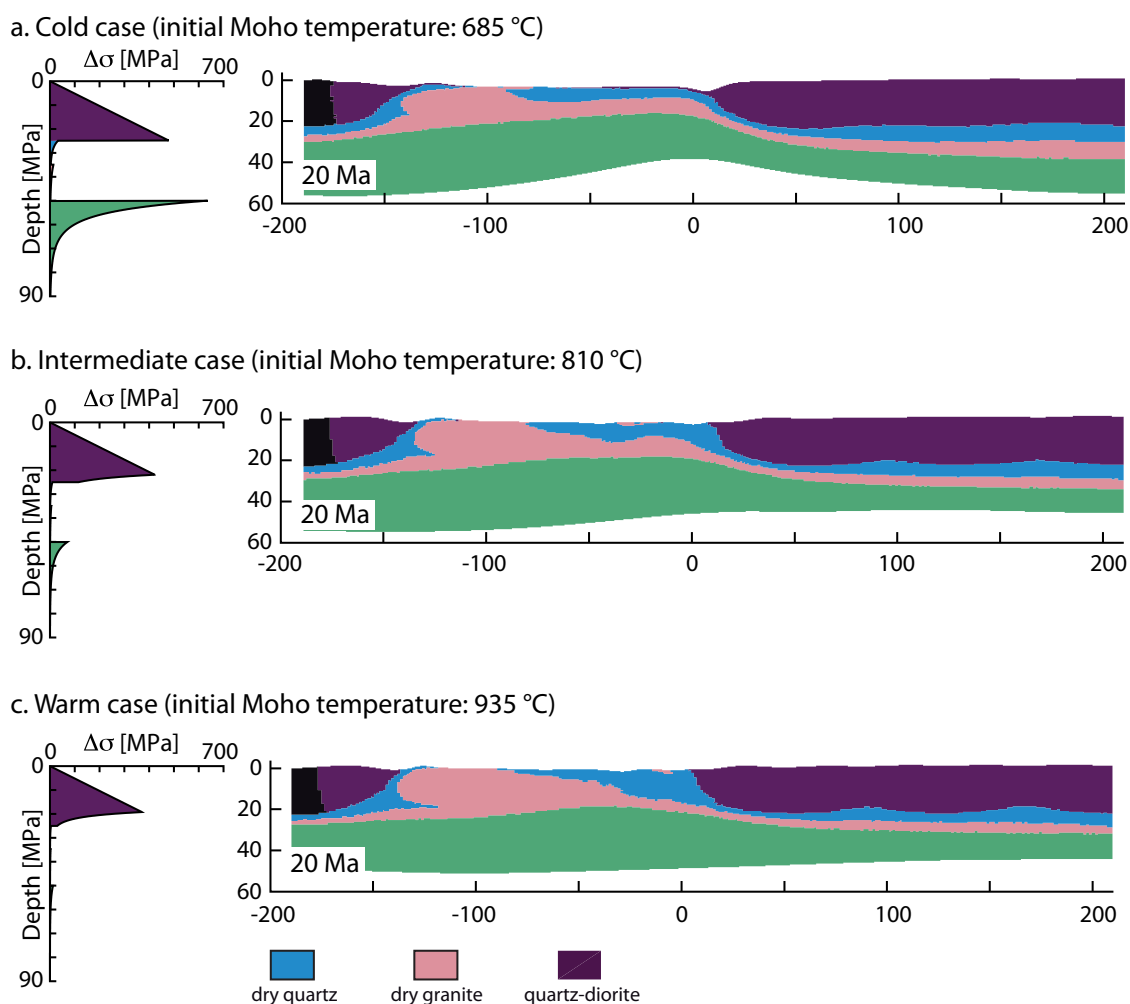 a. Cold case (initial Moho temperature: 685 °C)
Δσ [MPa]
0 700
0
Depth [MPa]
90
0
20
40
60
20 Ma
-200 -100 0 100 200
b. Intermediate case (initial Moho temperature: 810 °C)
Δσ [MPa]
0 700
0
Depth [MPa]
90
0
20
40
60
20 Ma
-200 -100 0 100 200
c. Warm case (initial Moho temperature: 935 °C)
Δσ [MPa]
0 700
0
Depth [MPa]
90
0
20
40
60
20 Ma
-200 -100 0 100 200
dry quartz dry granite quartz-diorite